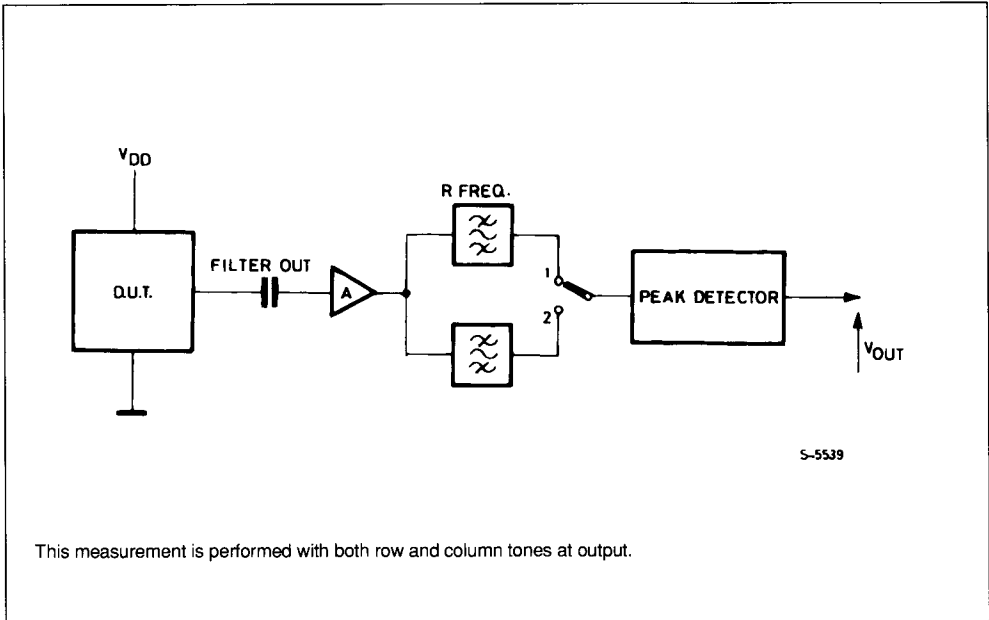 VDD
R FREQ.
FILTER OUT
D.U.T.
A
1
2
PEAK DETECTOR
VOUT
S-5539
This measurement is performed with both row and column tones at output.